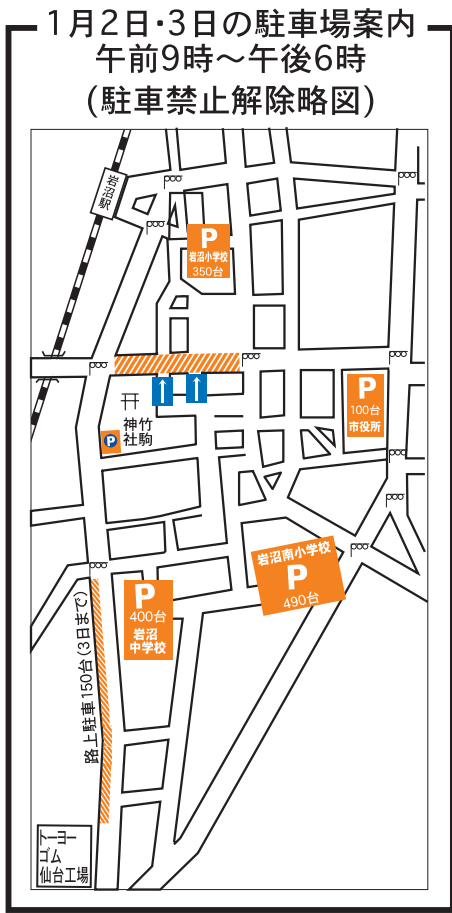 1月2日・3日の駐車場案内
午前9時～午後6時
(駐車禁止解除略図)
岩沼駅
P
岩沼小学校
350台
P
100台
市役所
竹駒
神社
P
岩沼南小学校
P
490台
P
400台
岩沼
中学校
路上駐車150台(3日まで)
トーヨー
ゴム
仙台工場